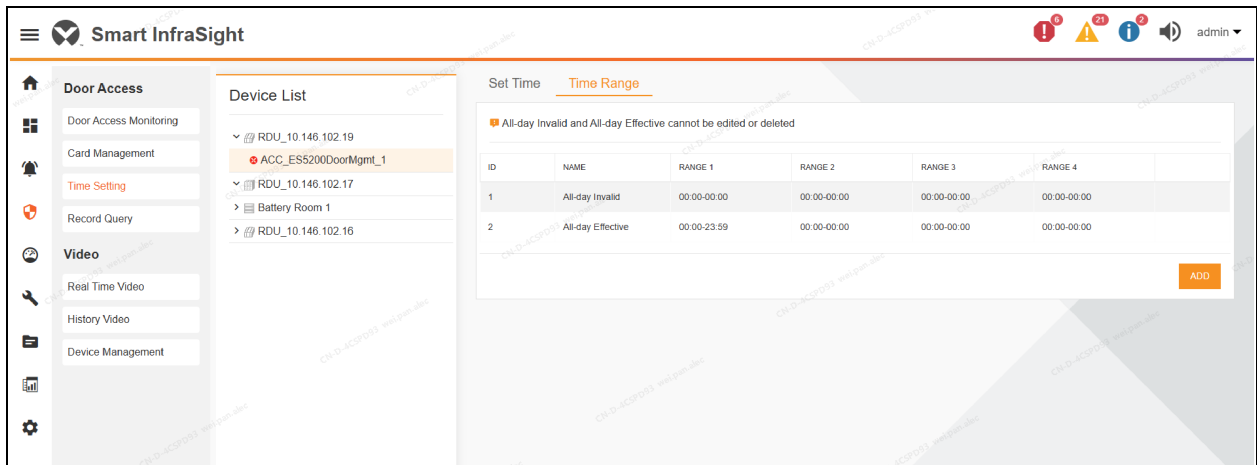 Smart InfraSight
6
21
2
admin
Door Access
Door Access Monitoring
Card Management
Time Setting
Record Query
Video
Real Time Video
History Video
Device Management
Device List
RDU_10.146.102.19
ACC_ES5200DoorMgmt_1
RDU_10.146.102.17
Battery Room 1
RDU_10.146.102.16
Set Time Time Range
All-day Invalid and All-day Effective cannot be edited or deleted
ID NAME RANGE 1 RANGE 2 RANGE 3 RANGE 4
1 All-day Invalid 00:00-00:00 00:00-00:00 00:00-00:00 00:00-00:00
2 All-day Effective 00:00-23:59 00:00-00:00 00:00-00:00 00:00-00:00
ADD